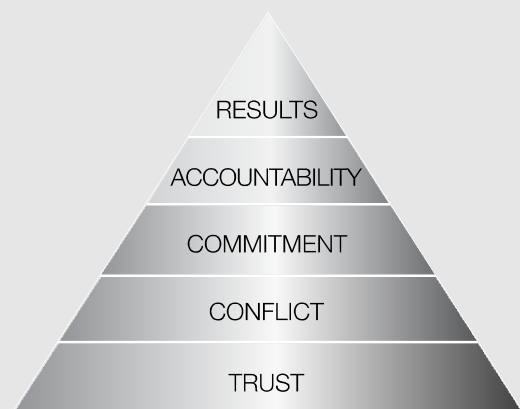 RESULTS
ACCOUNTABILITY
COMMITMENT
CONFLICT
TRUST